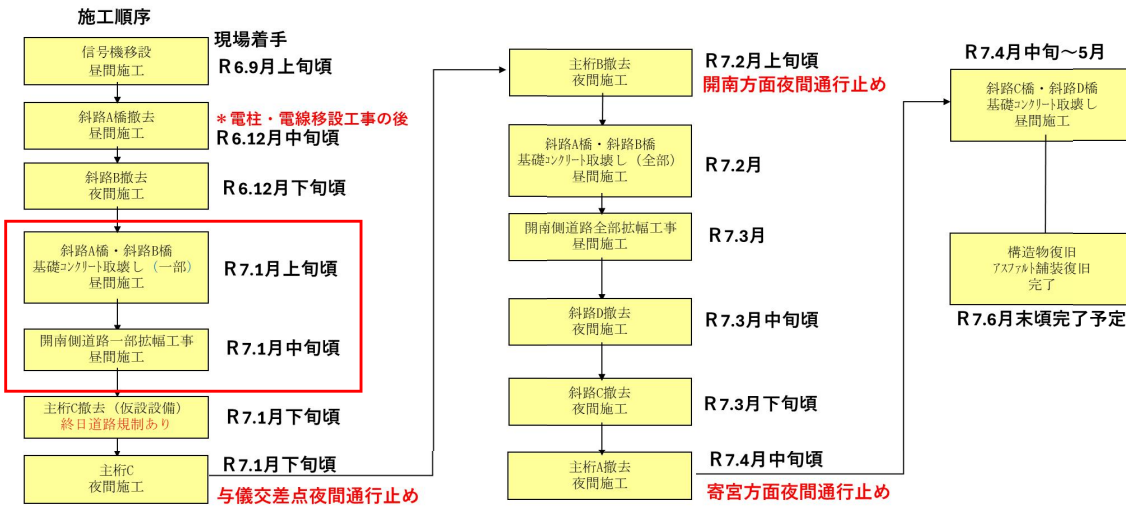 施工順序
信号機移設
昼間施工
現場着手
R6.9月上旬頃
斜路A橋撤去
昼間施工
＊電柱・電線移設工事の後
R6.12月中旬頃
斜路B撤去
夜間施工
R6.12月下旬頃
斜路A橋・斜路B橋
基礎ｺﾝｸﾘｰﾄ取壊し（一部）
昼間施工
R7.1月上旬頃
開南側道路一部拡幅工事
昼間施工
R7.1月中旬頃
主桁C撤去（仮設設備）
終日道路規制あり
R7.1月下旬頃
主桁C
夜間施工
R7.1月下旬頃
与儀交差点夜間通行止め
主桁B撤去
夜間施工
R7.2月上旬頃
開南方面夜間通行止め
斜路A橋・斜路B橋
基礎ｺﾝｸﾘｰﾄ取壊し（全部）
昼間施工
R7.2月
開南側道路全部拡幅工事
昼間施工
R7.3月
斜路D撤去
夜間施工
R7.3月中旬頃
斜路C撤去
夜間施工
R7.3月下旬頃
主桁A撤去
夜間施工
R7.4月中旬頃
寄宮方面夜間通行止め
R7.4月中旬～5月
斜路C橋・斜路D橋
基礎ｺﾝｸﾘｰﾄ取壊し
昼間施工
構造物復旧
ｱｽﾌｧﾙﾄ舗装復旧
完了
R7.6月末頃完了予定